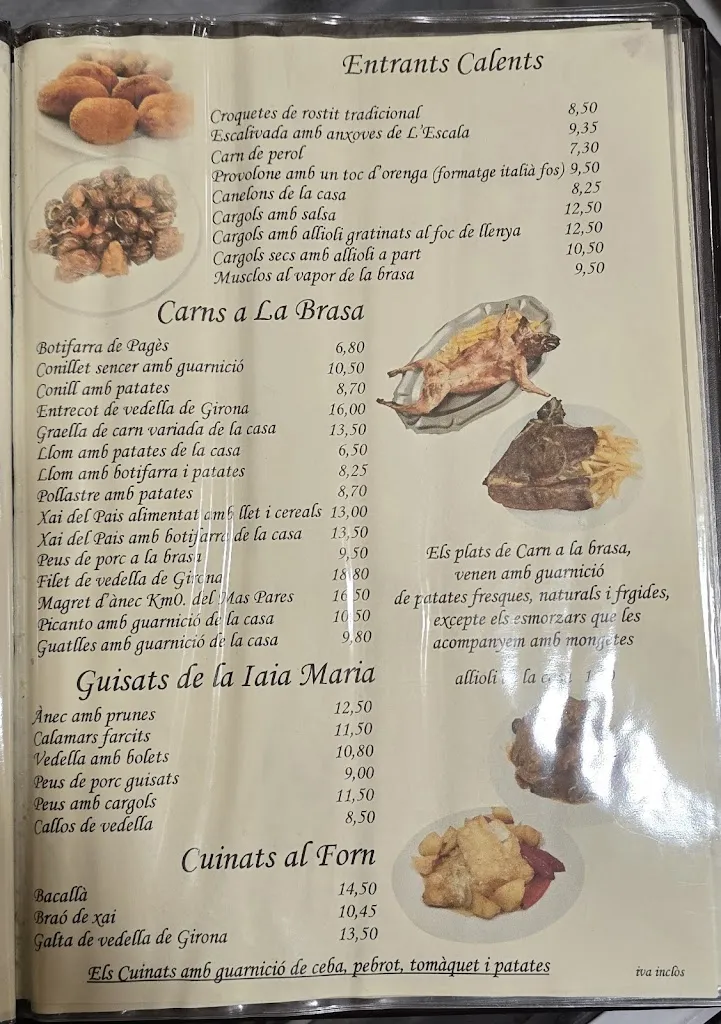 Entrants Calents
Croquetes de rostit tradicional 8,50
Escalivada amb anxoves de L'Escala 9,35
Carn de perol 7,30
Provolone amb un toc d'orenga (formatge italià fos) 9,50
Canelons de la casa 8,25
Cargols amb salsa 12,50
Cargols amb allioli gratinats al foc de llenya 12,50
Cargols secs amb allioli a part 10,50
Musclos al vapor de la brasa 9,50
Carns a La Brasa
Botifarra de Pagès 6,80
Conillet sencer amb guarnició 10,50
Conill amb patates 8,70
Entrecot de vedella de Girona 16,00
Graella de carn variada de la casa 13,50
Llom amb patates de la casa 6,50
Llom amb botifarra i patates 8,25
Pollastre amb patates 8,70
Xai del Pais alimentat amb llet i cereals 13,00
Xai del Pais amb botifarra de la casa 13,50
Peus de porc a la brasa 9,50
Filet de vedella de Girona 18,80
Magret d'ànec Km0. del Mas Pares 16,50
Picanto amb guarnició de la casa 10,50
Guatlles amb guarnició de la casa 9,80
Els plats de Carn a la brasa,
venen amb guarnició
de patates fresques, naturals i frgides,
excepte els esmorzars que les
acompanyem amb mongetes
allioli la casa
Guisats de la Iaia Maria
Ànec amb prunes 12,50
Calamars farcits 11,50
Vedella amb bolets 10,80
Peus de porc guisats 9,00
Peus amb cargols 11,50
Callos de vedella 8,50
Cuinats al Forn
Bacallà 14,50
Braó de xai 10,45
Galta de vedella de Girona 13,50
Els Cuinats amb guarnició de ceba, pebrot, tomàquet i patates
iva inclòs